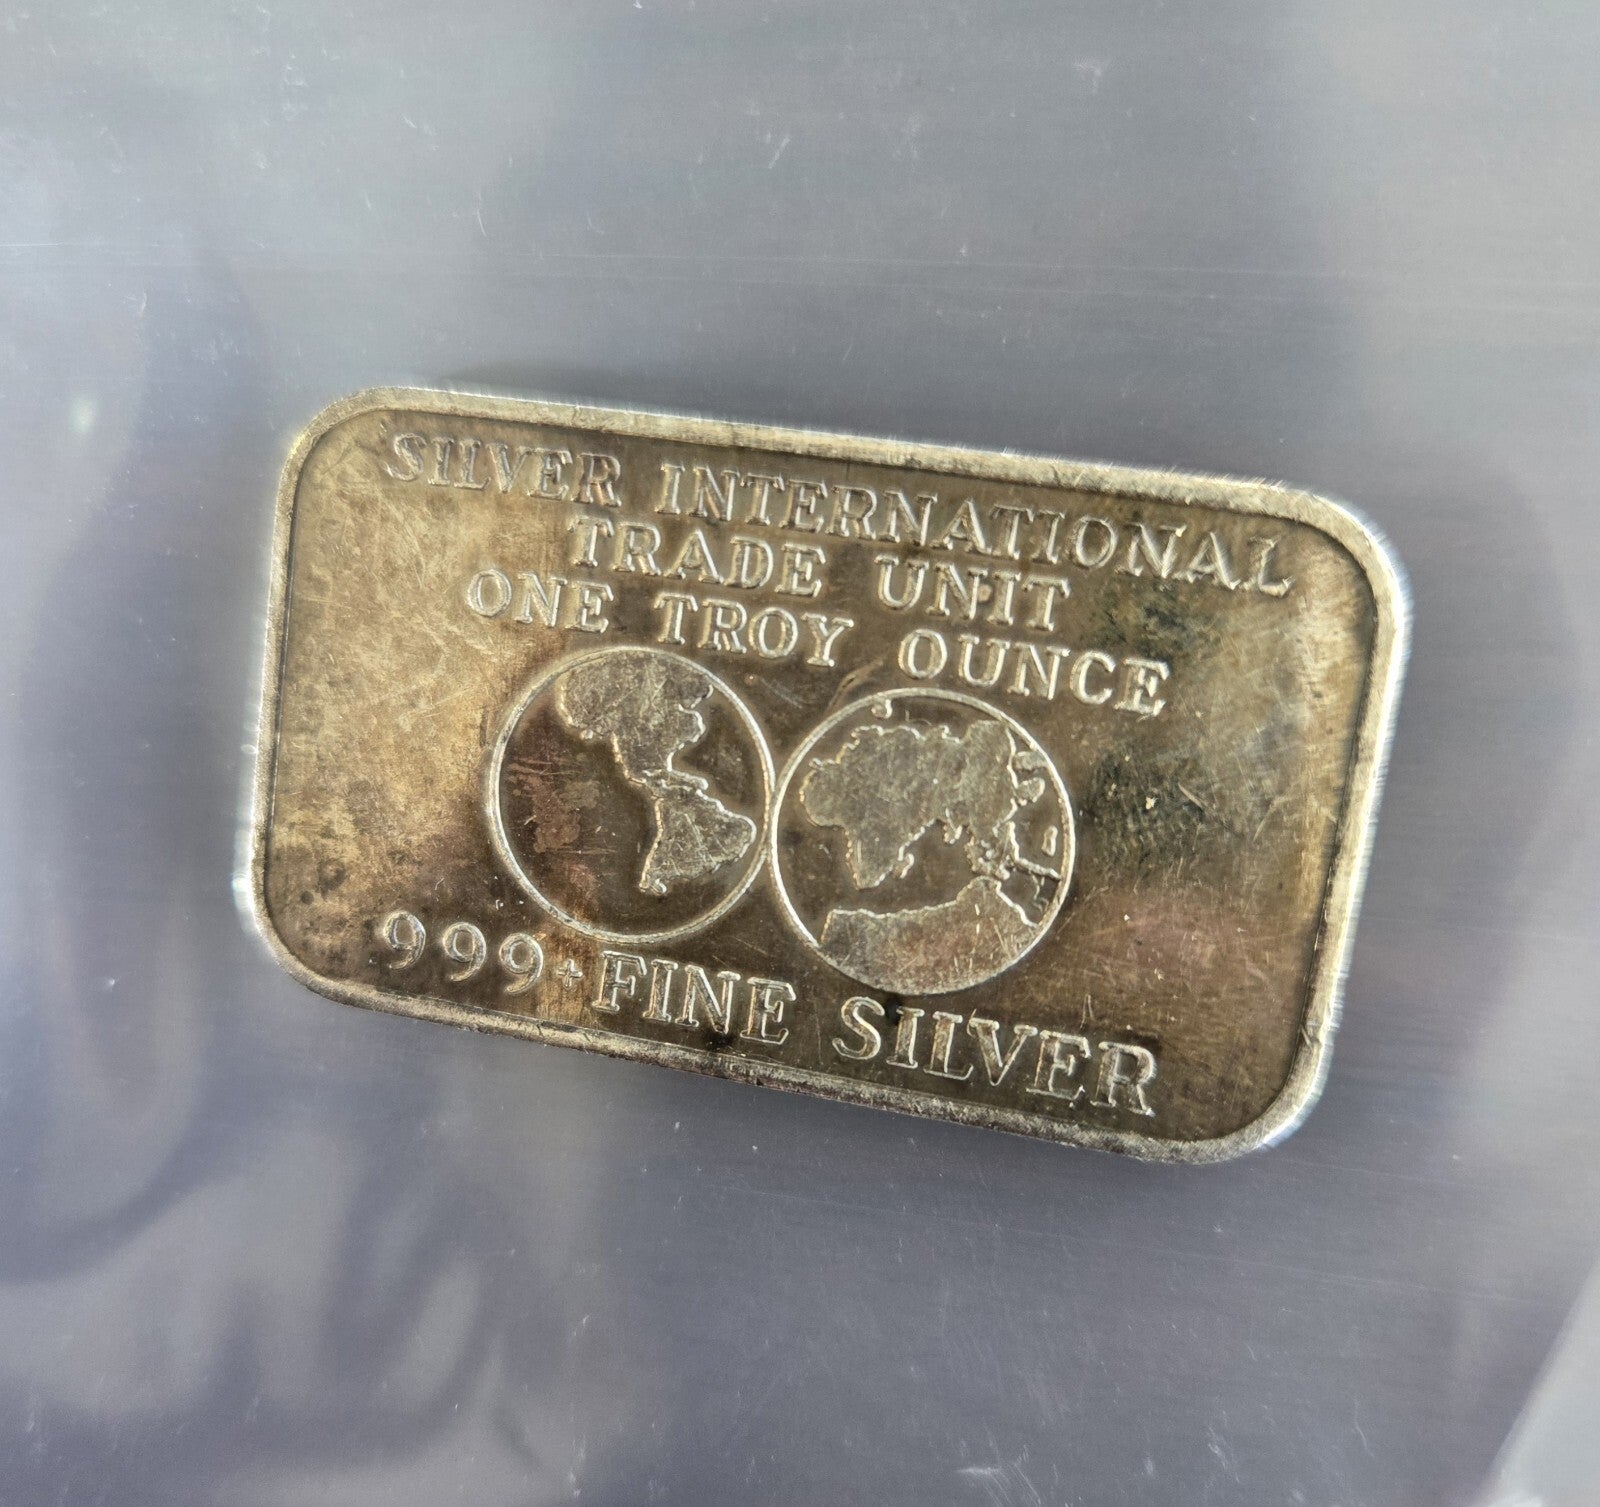 SILVER INTERNATIONAL
TRADE UNIT
ONE TROY OUNCE
999+ FINE SILVER